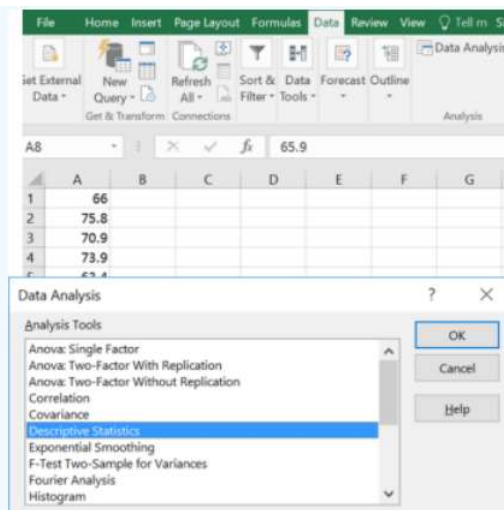 File Home Insert Page Layout Formulas Data Review View Tell m
Data Analysis
Get External New Refresh Sort & Data Forecast Outline
Data Query All Filter Tools
Get & Transform Connections Analysis
A8 fx 65.9
A B C D E F G
1 66
2 75.8
3 70.9
4 73.9
Data Analysis ? ×
Analysis Tools
Anova: Single Factor
Anova: Two-Factor With Replication
Anova: Two-Factor Without Replication
Correlation
Covariance
Descriptive Statistics
Exponential Smoothing
F-Test Two-Sample for Variances
Fourier Analysis
Histogram
OK
Cancel
Help